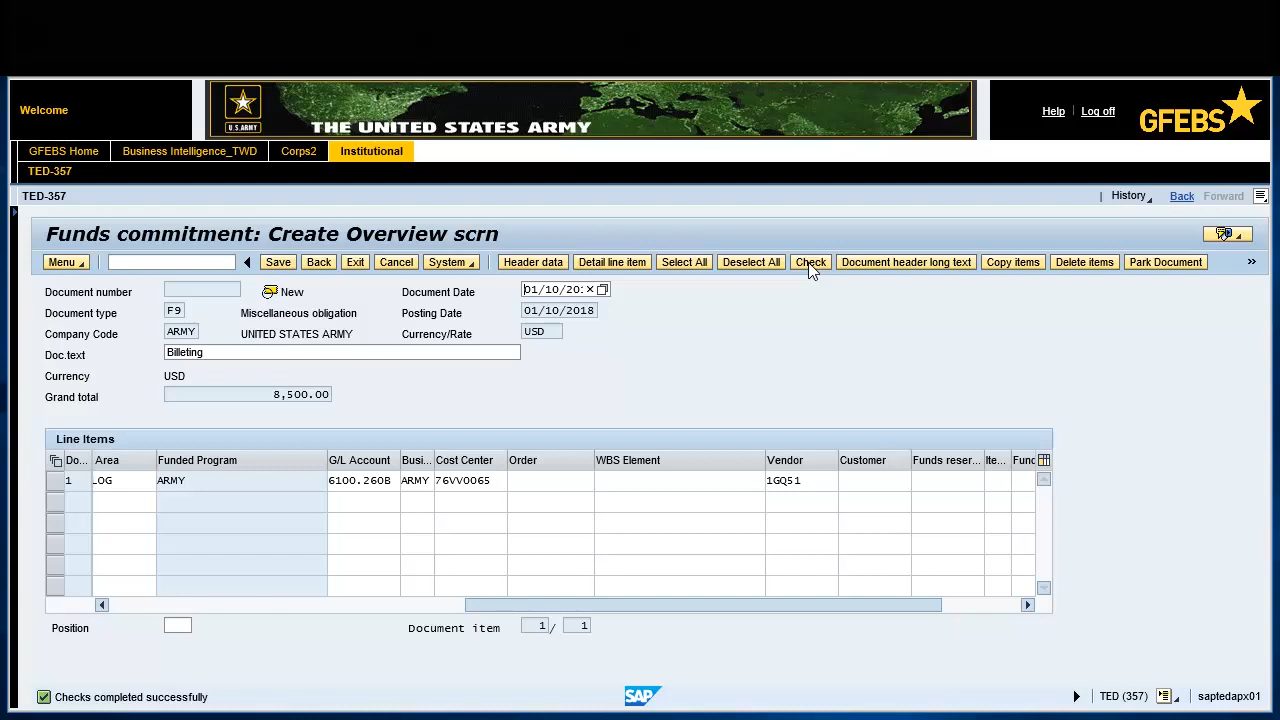 Welcome
U.S.ARMY
THE UNITED STATES ARMY
Help Log off
GFEBS
GFEBS Home Business Intelligence_TWD Corps2 Institutional
TED-357
TED-357 History Back Forward
Funds commitment: Create Overview scrn
Menu Save Back Exit Cancel System Header data Detail line item Select All Deselect All Check Document header long text Copy items Delete items Park Document »
Document number New Document Date 01/10/20
Document type F9 Miscellaneous obligation Posting Date 01/10/2018
Company Code ARMY UNITED STATES ARMY Currency/Rate USD
Doc.text Billeting
Currency USD
Grand total 8,500.00
Line Items
Do... Area Funded Program G/L Account Busi... Cost Center Order WBS Element Vendor Customer Funds reser... Ite... Func
1 LOG ARMY 6100.260B ARMY 76VV0065 1GQ51
Position Document item 1 / 1
Checks completed successfully SAP TED (357) saptedapx01